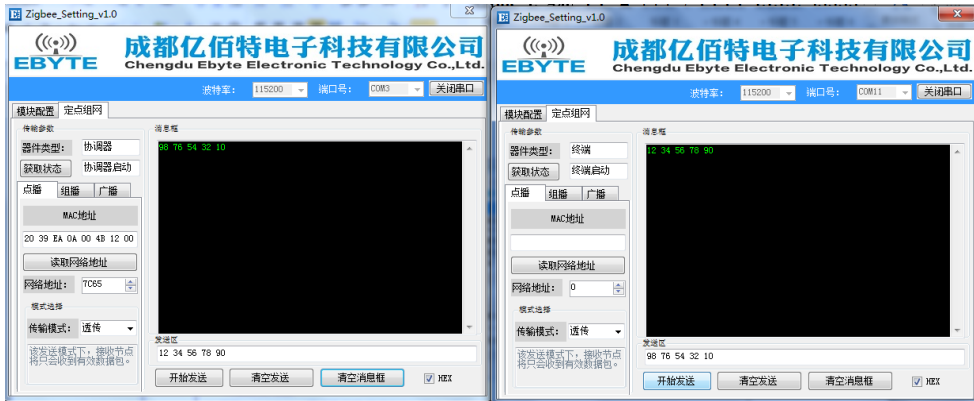 Zigbee_Setting_v1.0
EBYTE
成都亿佰特电子科技有限公司
Chengdu Ebyte Electronic Technology Co.,Ltd.
波特率: 115200 端口号: COM3 关闭串口
模块配置 定点组网
传输参数
器件类型: 协调器
获取状态 协调器启动
点播 组播 广播
MAC地址
20 39 EA 0A 00 4B 12 00
读取网络地址
网络地址: 7C65
模式选择
传输模式: 透传
该发送模式下，接收节点
将只会收到有效数据包。
消息框
98 76 54 32 10
发送区
12 34 56 78 90
开始发送 清空发送 清空消息框 HEX
Zigbee_Setting_v1.0
EBYTE
成都亿佰特电子科技有限公司
Chengdu Ebyte Electronic Technology Co.,Ltd.
波特率: 115200 端口号: COM11 关闭串口
模块配置 定点组网
传输参数
器件类型: 终端
获取状态 终端启动
点播 组播 广播
MAC地址
读取网络地址
网络地址: 0
模式选择
传输模式: 透传
该发送模式下，接收节点
将只会收到有效数据包。
消息框
12 34 56 78 90
发送区
98 76 54 32 10
开始发送 清空发送 清空消息框 HEX